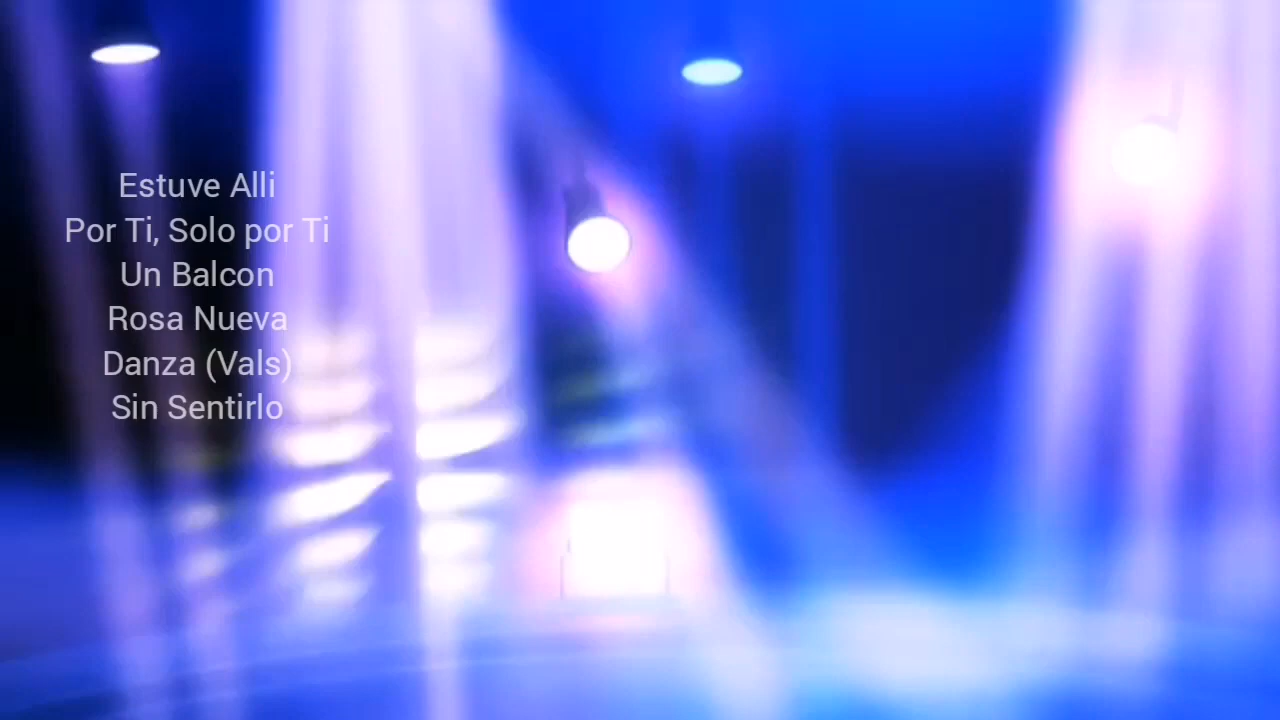 Estuve Alli
Por Ti, Solo por Ti
Un Balcon
Rosa Nueva
Danza (Vals)
Sin Sentirlo